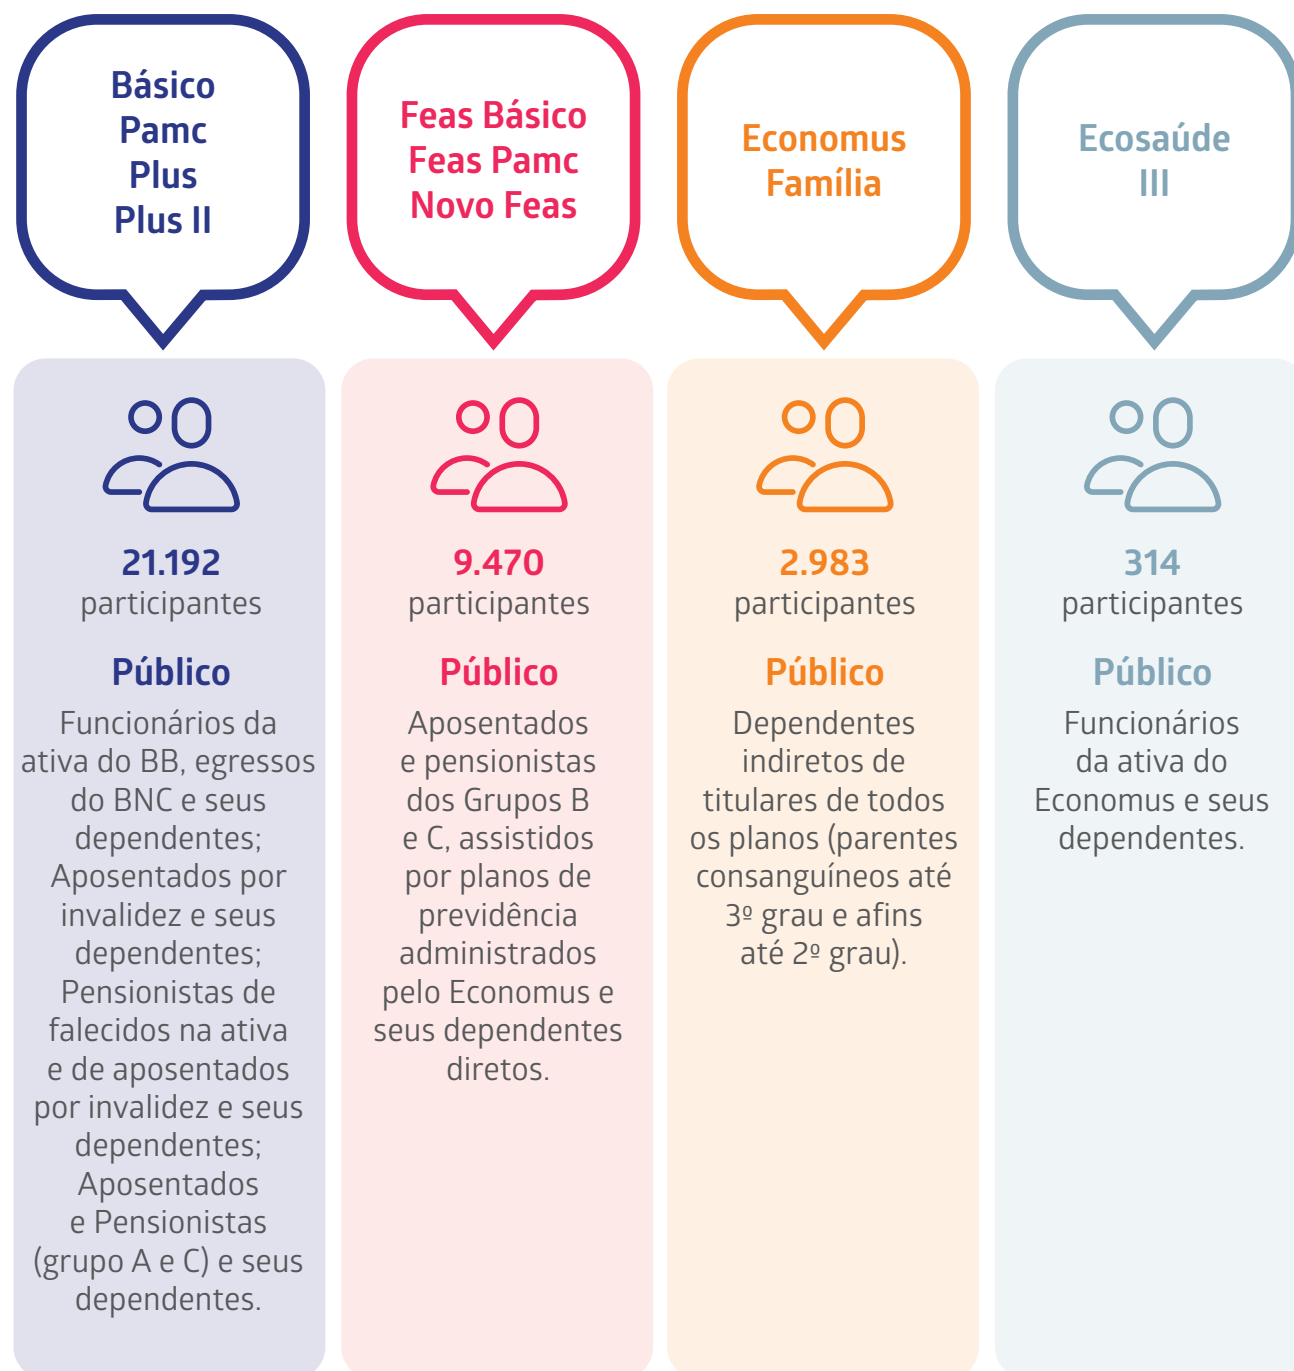 Básico
Pamc
Plus
Plus II
21.192
participantes
Público
Funcionários da
ativa do BB, egressos
do BNC e seus
dependentes;
Aposentados por
invalidez e seus
dependentes;
Pensionistas de
falecidos na ativa
e de aposentados
por invalidez e seus
dependentes;
Aposentados
e Pensionistas
(grupo A e C) e seus
dependentes.
Feas Básico
Feas Pamc
Novo Feas
9.470
participantes
Público
Aposentados
e pensionistas
dos Grupos B
e C, assistidos
por planos de
previdência
administrados
pelo Economus e
seus dependentes
diretos.
Economus
Família
2.983
participantes
Público
Dependentes
indiretos de
titulares de todos
os planos (parentes
consanguíneos até
3º grau e afins
até 2º grau).
Ecosaúde
III
314
participantes
Público
Funcionários
da ativa do
Economus e seus
dependentes.